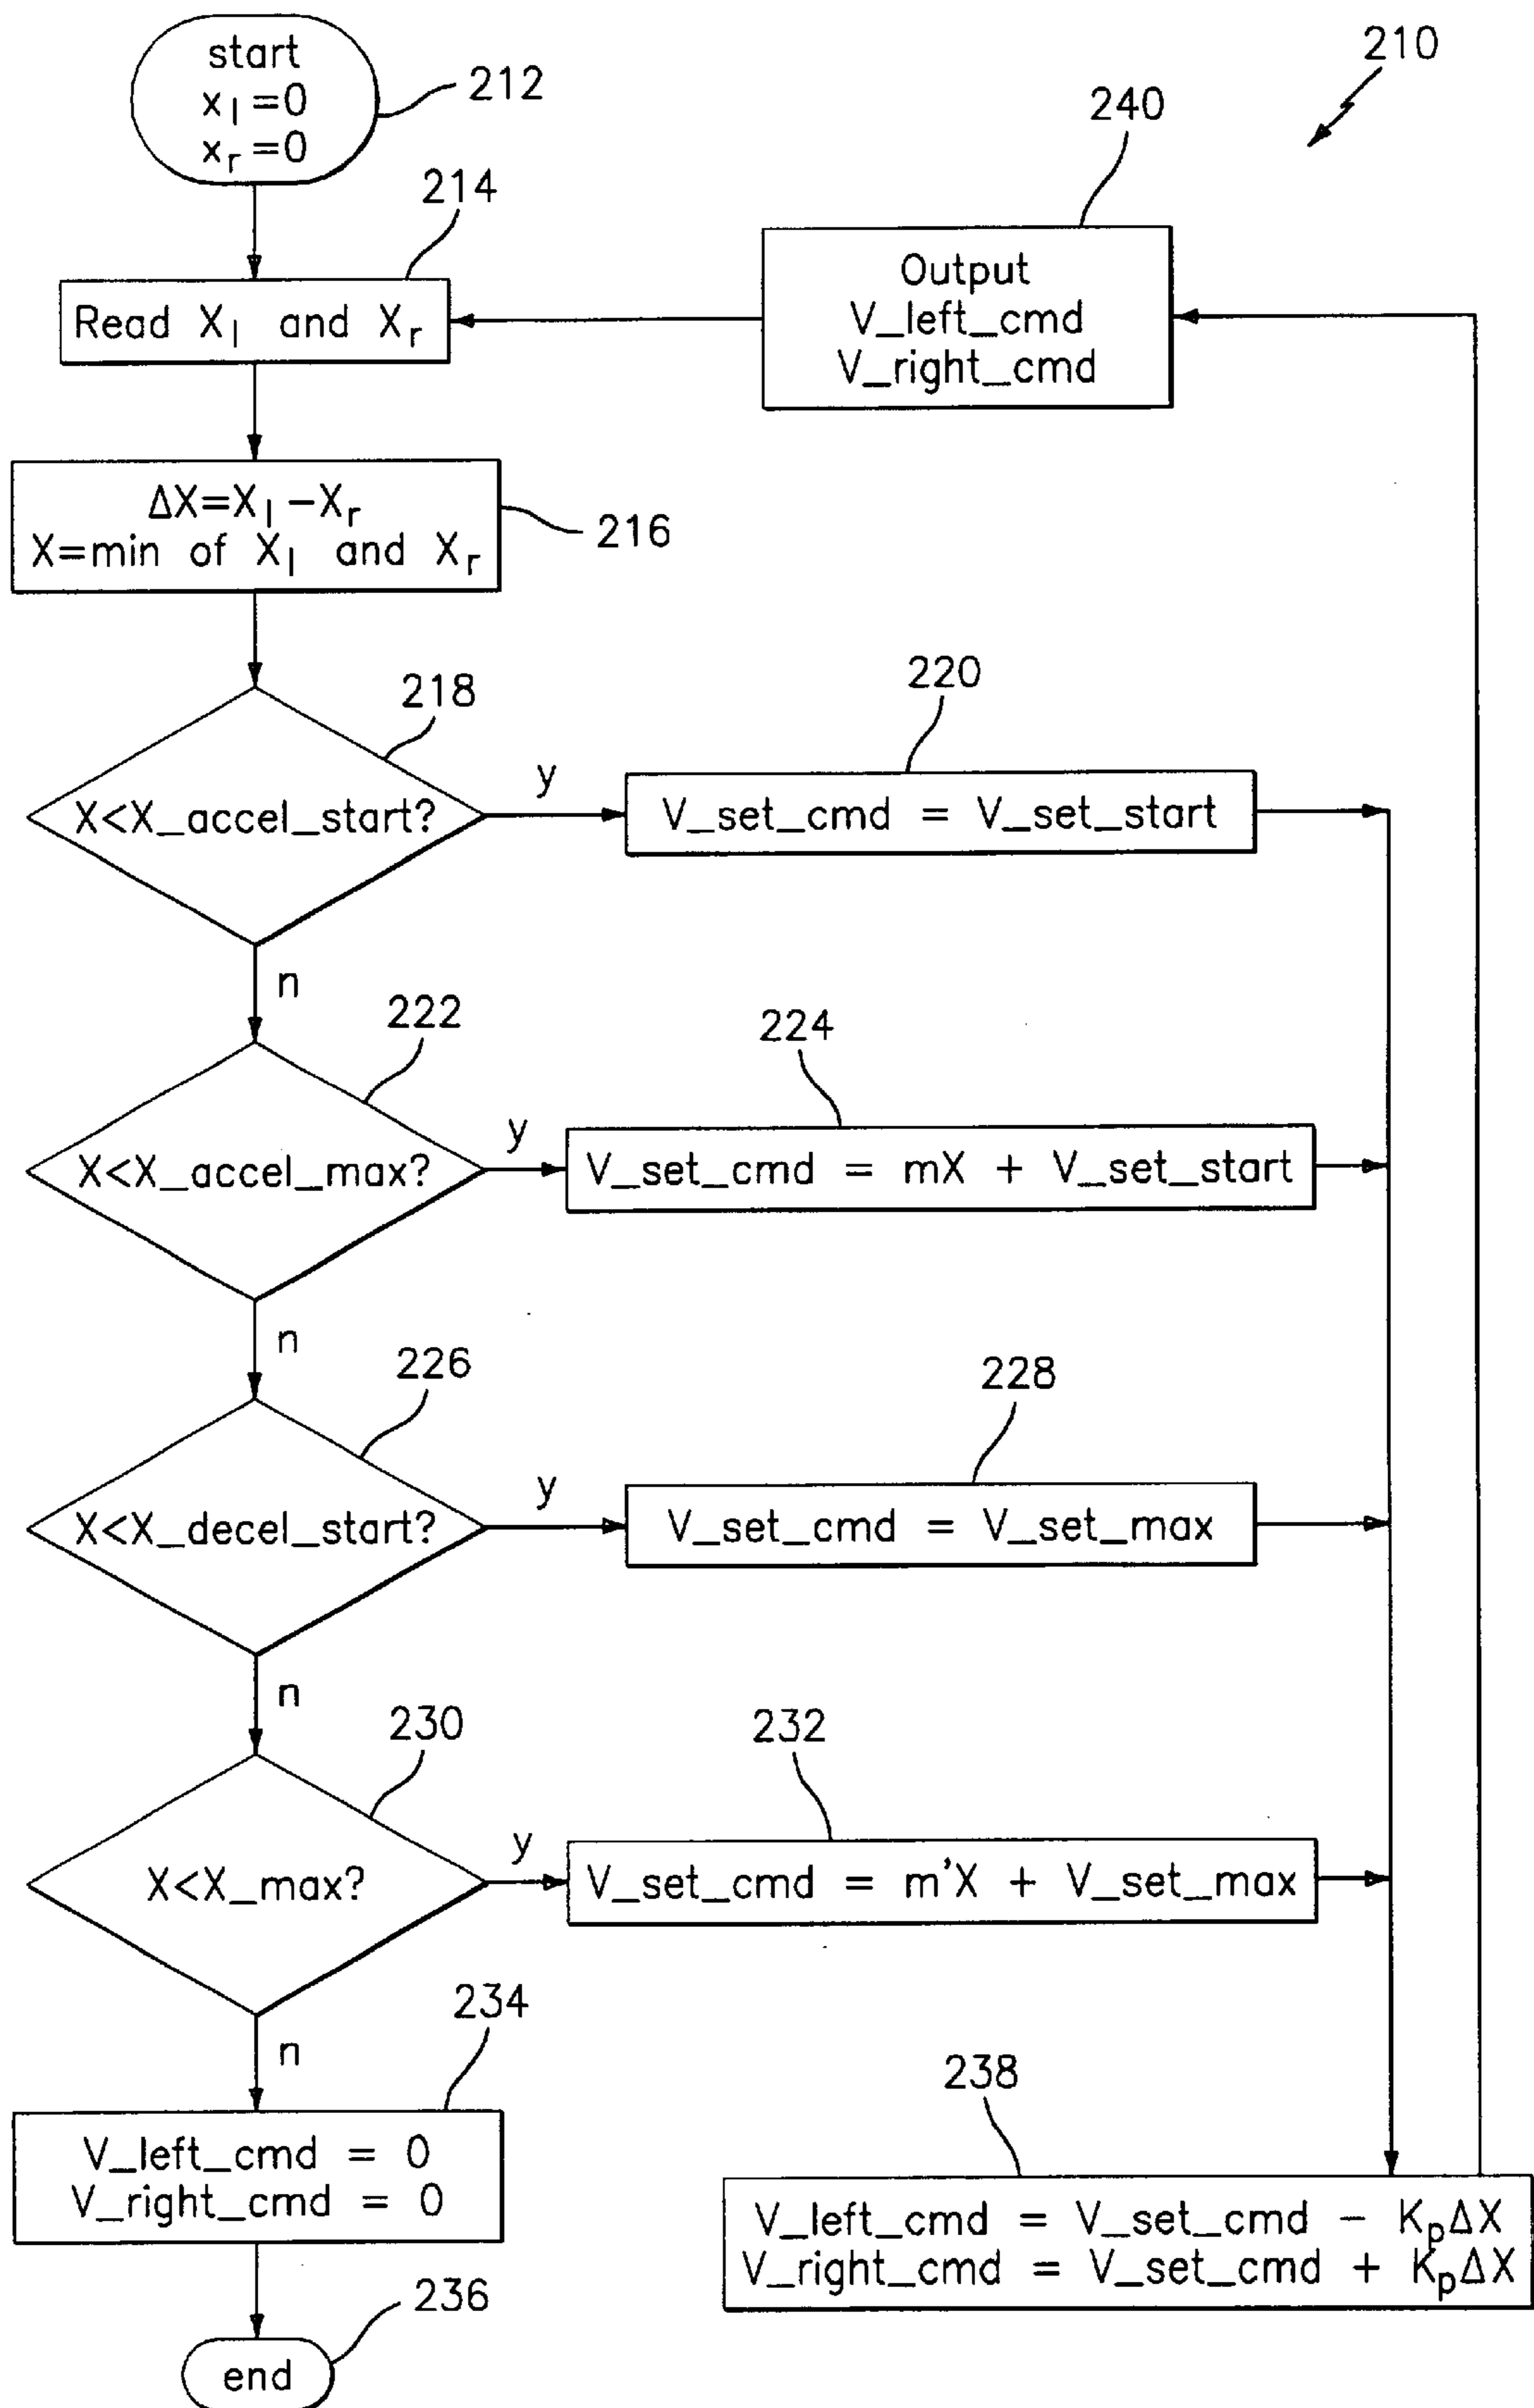 start
x_l=0
x_r=0
212
210
240
214
Output
V_left_cmd
V_right_cmd
Read X_l and X_r
ΔX=X_l-X_r
X=min of X_l and X_r
216
218
220
X<X_accel_start?
y
V_set_cmd = V_set_start
n
222
224
X<X_accel_max?
y
V_set_cmd = mX + V_set_start
n
226
228
X<X_decel_start?
y
V_set_cmd = V_set_max
n
230
232
X<X_max?
y
V_set_cmd = m'X + V_set_max
n
234
V_left_cmd = 0
V_right_cmd = 0
238
V_left_cmd = V_set_cmd - K_pΔX
V_right_cmd = V_set_cmd + K_pΔX
236
end